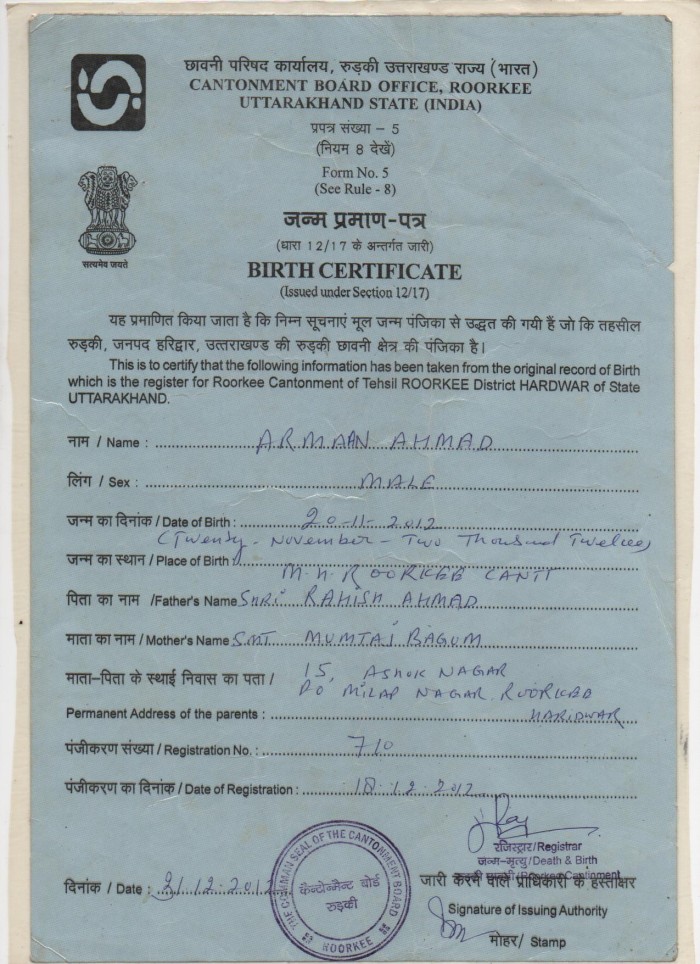 छावनी परिषद कार्यालय, रुड़की उत्तराखण्ड राज्य (भारत)
CANTONMENT BOARD OFFICE, ROORKEE
UTTARAKHAND STATE (INDIA)
प्रपत्र संख्या – 5
(नियम 8 देखें)
Form No. 5
(See Rule - 8)
सत्यमेव जयते
जन्म प्रमाण-पत्र
(धारा 12/17 के अन्तर्गत जारी)
BIRTH CERTIFICATE
(Issued under Section 12/17)
यह प्रमाणित किया जाता है कि निम्न सूचनाएं मूल जन्म पंजिका से उद्धत की गयी हैं जो कि तहसील
रुड़की, जनपद हरिद्वार, उत्तराखण्ड की रुड़की छावनी क्षेत्र की पंजिका है।
This is to certify that the following information has been taken from the original record of Birth
which is the register for Roorkee Cantonment of Tehsil ROORKEE District HARDWAR of State
UTTARAKHAND.
नाम / Name : ARMAAN AHMAD
लिंग / Sex : MALE
जन्म का दिनांक / Date of Birth : 20-11-2012
(Twenty - November - Two Thousand
जन्म का स्थान / Place of Birth : M.H. ROORKEE CANTT
पिता का नाम /Father's Name SHRI RAHISH AHMAD
माता का नाम / Mother's Name SMT MUMTAJ BAGUM
माता–पिता के स्थाई निवास का पता / 15, ASHOK NAGAR
PO MILAP NAGAR ROORKEE
Permanent Address of the parents : HARIDWAR
पंजीकरण संख्या / Registration No. : 710
पंजीकरण का दिनांक / Date of Registration : 18-12-2012
रजिस्ट्रार/Registrar
जन्म-मृत्यु/Death & Birth
Cantonment
दिनांक / Date : 31/12/2012
जारी करने वाले प्राधिकारी के हस्ताक्षर
Signature of Issuing Authority
मोहर/ Stamp
THE COMMAN SEAL OF THE CANTONMENT BOARD
कैन्टोन्मैन्ट बोर्ड
रुड़की
ROORKEE